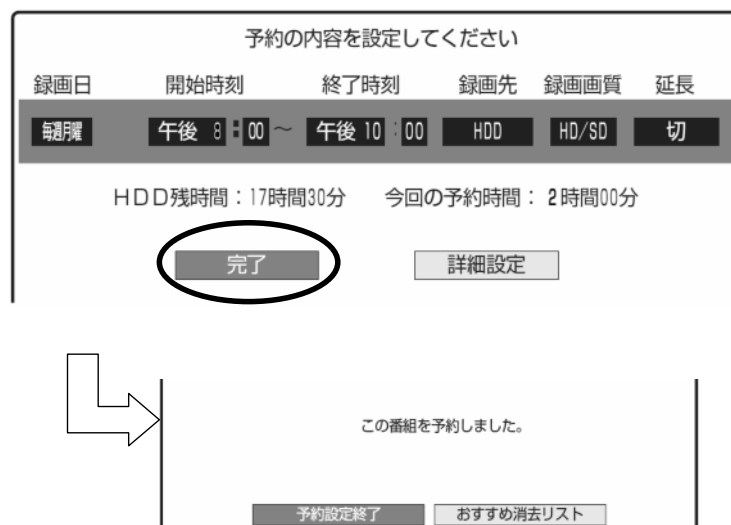 予約の内容を設定してください
録画日 開始時刻 終了時刻 録画先 録画画質 延長
毎週月曜 午後 8:00 ~ 午後 10:00 HDD HD/SD 切
HDD残時間:17時間30分 今回の予約時間: 2時間00分
完了 詳細設定
この番組を予約しました。
予約設定終了 おすすめ消去リスト